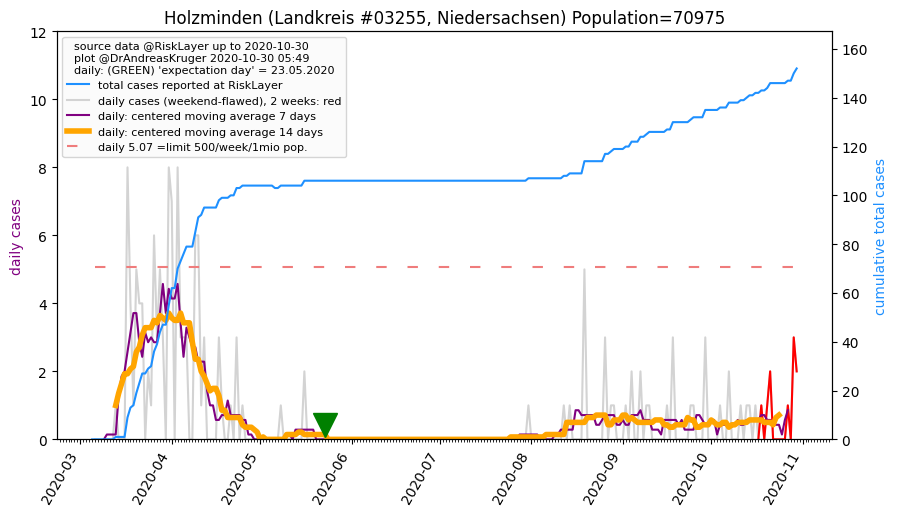 Holzminden (Landkreis #03255, Niedersachsen) Population=70975
source data @RiskLayer up to 2020-10-30
plot @DrAndreasKruger 2020-10-30 05:49
daily: (GREEN) 'expectation day' = 23.05.2020
total cases reported at RiskLayer
daily cases (weekend-flawed), 2 weeks: red
daily: centered moving average 7 days
daily: centered moving average 14 days
daily 5.07 =limit 500/week/1mio pop.
daily cases
12
10
8
6
4
2
0
cumulative total cases
160
140
120
100
80
60
40
20
0
2020-03
2020-04
2020-05
2020-06
2020-07
2020-08
2020-09
2020-10
2020-11